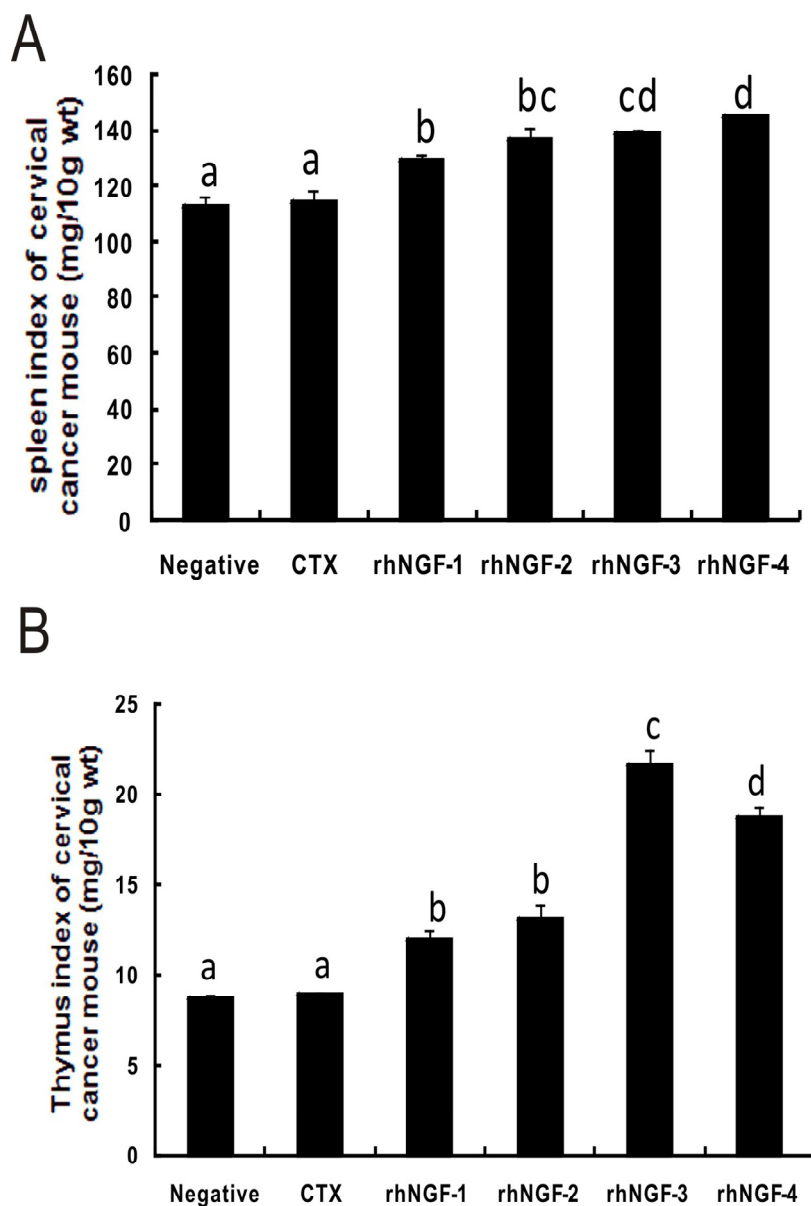 A
spleen index of cervical
cancer mouse (mg/10g wt)
160
140
120
100
80
60
40
20
0
a
a
b
bc
cd
d
Negative CTX rhNGF-1 rhNGF-2 rhNGF-3 rhNGF-4
B
Thymus index of cervical
cancer mouse (mg/10g wt)
25
20
15
10
5
0
a
a
b
b
c
d
Negative CTX rhNGF-1 rhNGF-2 rhNGF-3 rhNGF-4